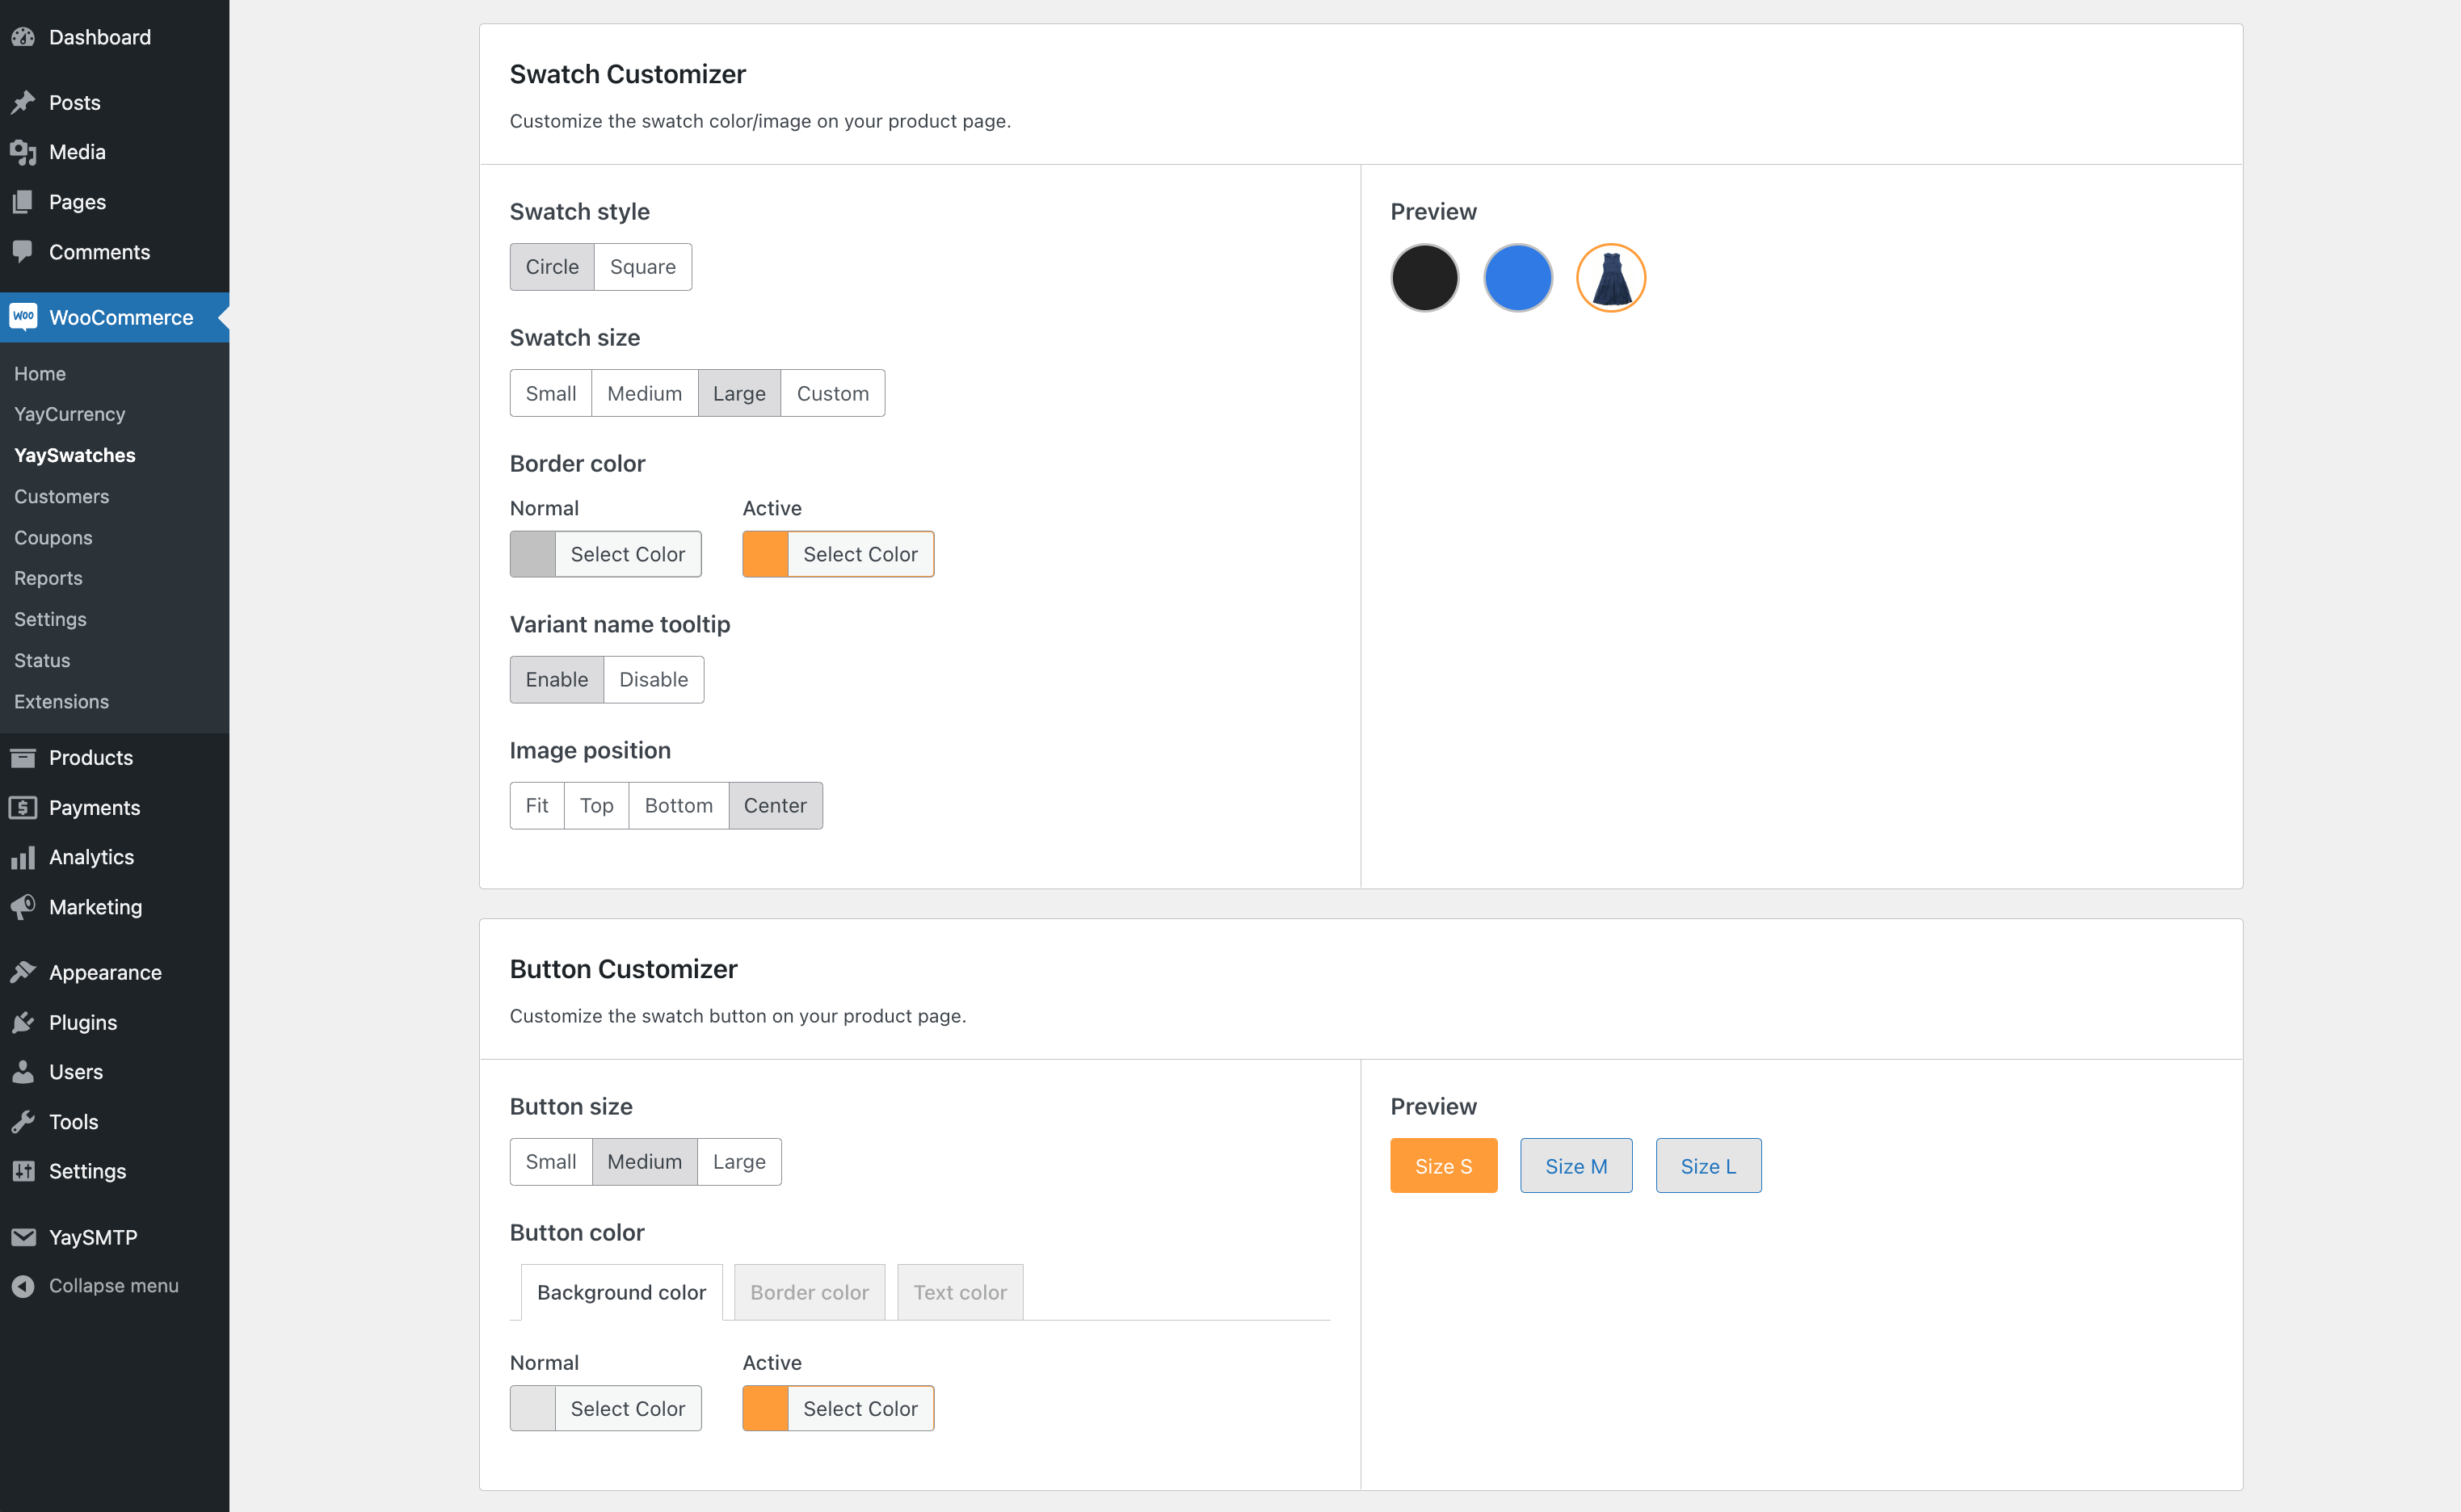 Dashboard
Posts
Media
Pages
Comments
Woo WooCommerce
Home
YayCurrency
YaySwatches
Customers
Coupons
Reports
Settings
Status
Extensions
Products
Payments
Analytics
Marketing
Appearance
Plugins
Users
Tools
Settings
YaySMTP
Collapse menu
Swatch Customizer
Customize the swatch color/image on your product page.
Swatch style
Circle Square
Swatch size
Small Medium Large Custom
Border color
Normal Active
Select Color Select Color
Variant name tooltip
Enable Disable
Image position
Fit Top Bottom Center
Preview
Button Customizer
Customize the swatch button on your product page.
Button size
Small Medium Large
Button color
Background color Border color Text color
Normal Active
Select Color Select Color
Preview
Size S Size M Size L